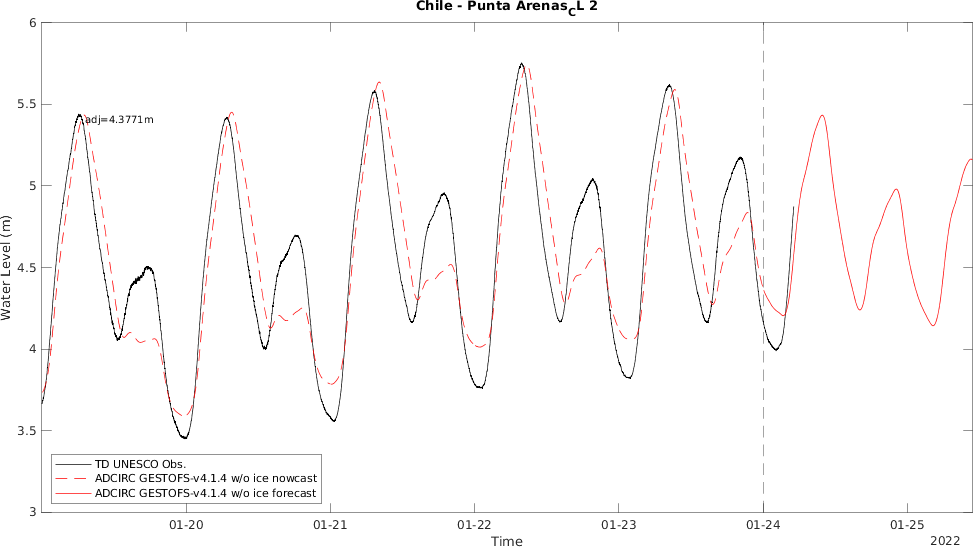 Chile - Punta Arenas_CL 2
6
5.5
5
4.5
4
3.5
3
Water Level (m)
adj=4.3771m
TD UNESCO Obs.
ADCIRC GESTOFS-v4.1.4 w/o ice nowcast
ADCIRC GESTOFS-v4.1.4 w/o ice forecast
01-20 01-21 01-22 01-23 01-24 01-25
Time
2022